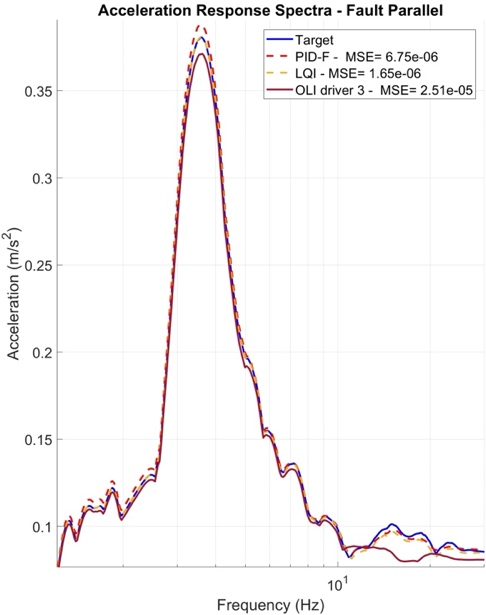 Acceleration Response Spectra - Fault Parallel
Target
PID-F - MSE= 6.75e-06
LQI - MSE= 1.65e-06
OLI driver 3 - MSE= 2.51e-05
0.35
0.3
0.25
0.2
0.15
0.1
Acceleration (m/s²)
10¹
Frequency (Hz)